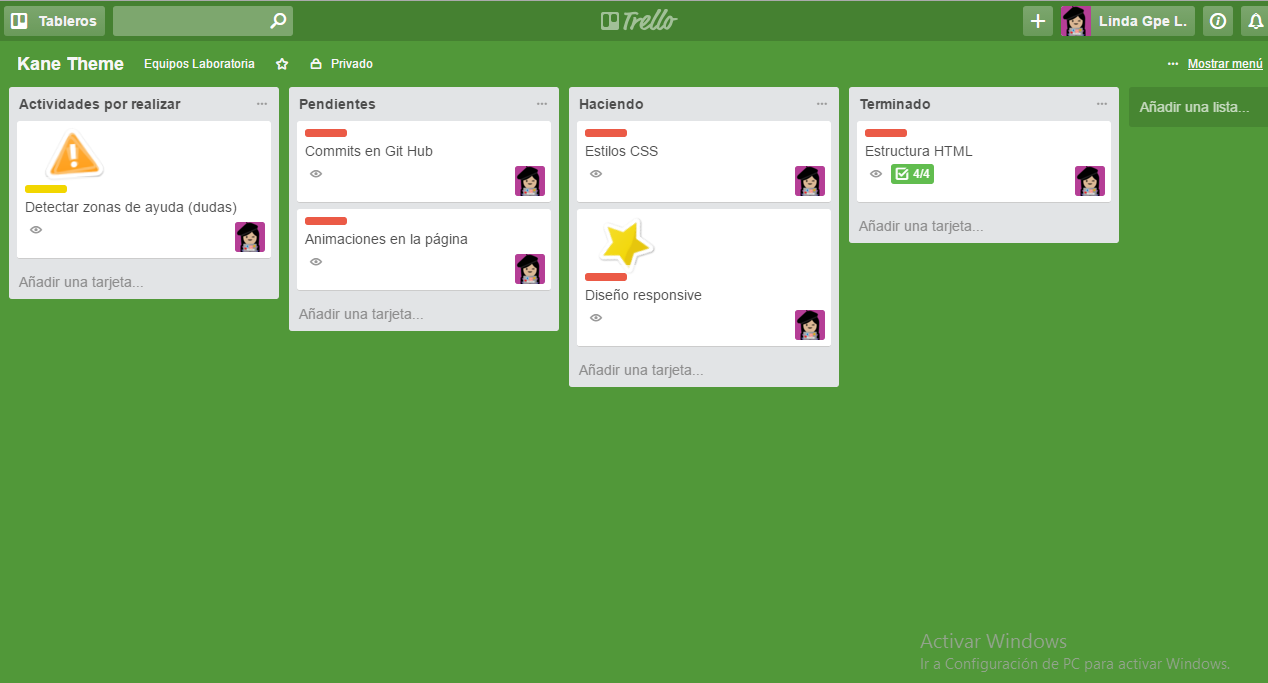 Tableros
Trello
Linda Gpe L.
Kane Theme
Equipos Laboratoria
Privado
Mostrar menú
Actividades por realizar
Detectar zonas de ayuda (dudas)
Añadir una tarjeta...
Pendientes
Commits en Git Hub
Animaciones en la página
Añadir una tarjeta...
Haciendo
Estilos CSS
Diseño responsive
Añadir una tarjeta...
Terminado
Estructura HTML
4/4
Añadir una tarjeta...
Añadir una lista...
Activar Windows
Ir a Configuración de PC para activar Windows.